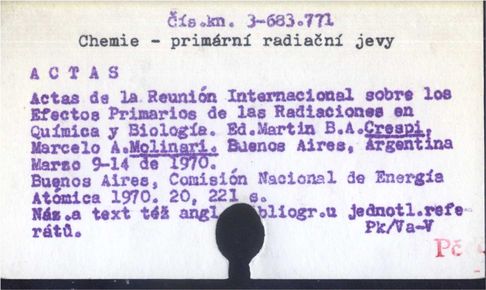 čís.kn. 3-683.771
Chemie - primární radiační jevy
ACTAS
Actas de la Reunión Internacional sobre los
Efectos Primarios de las Radiaciones en
Química y Biología. Ed.Martin B.A.Crespi,
Marcelo A.Molinari. Buenos Aires, Argentina
Marzo 9-14 de 1970.
Buenos Aires, Comisión Nacional de Energía
Atómica 1970. 20, 221 s.
Náz.a text též angl. bliogr.u jednotl.refe-
rátů. Pk/Va-V
Pč